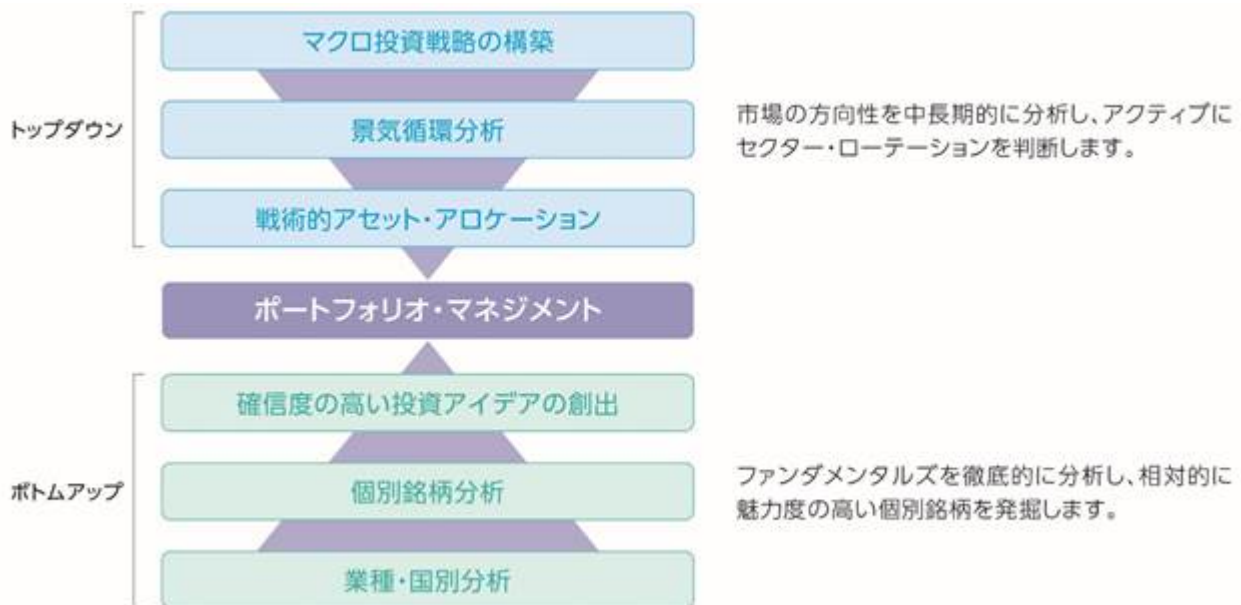 マクロ投資戦略の構築
トップダウン
景気循環分析
市場の方向性を中長期的に分析し、アクティブに
セクター・ローテーションを判断します。
戦術的アセット・アロケーション
ポートフォリオ・マネジメント
確信度の高い投資アイデアの創出
ボトムアップ
個別銘柄分析
ファンダメンタルズを徹底的に分析し、相対的に
魅力度の高い個別銘柄を発掘します。
業種・国別分析